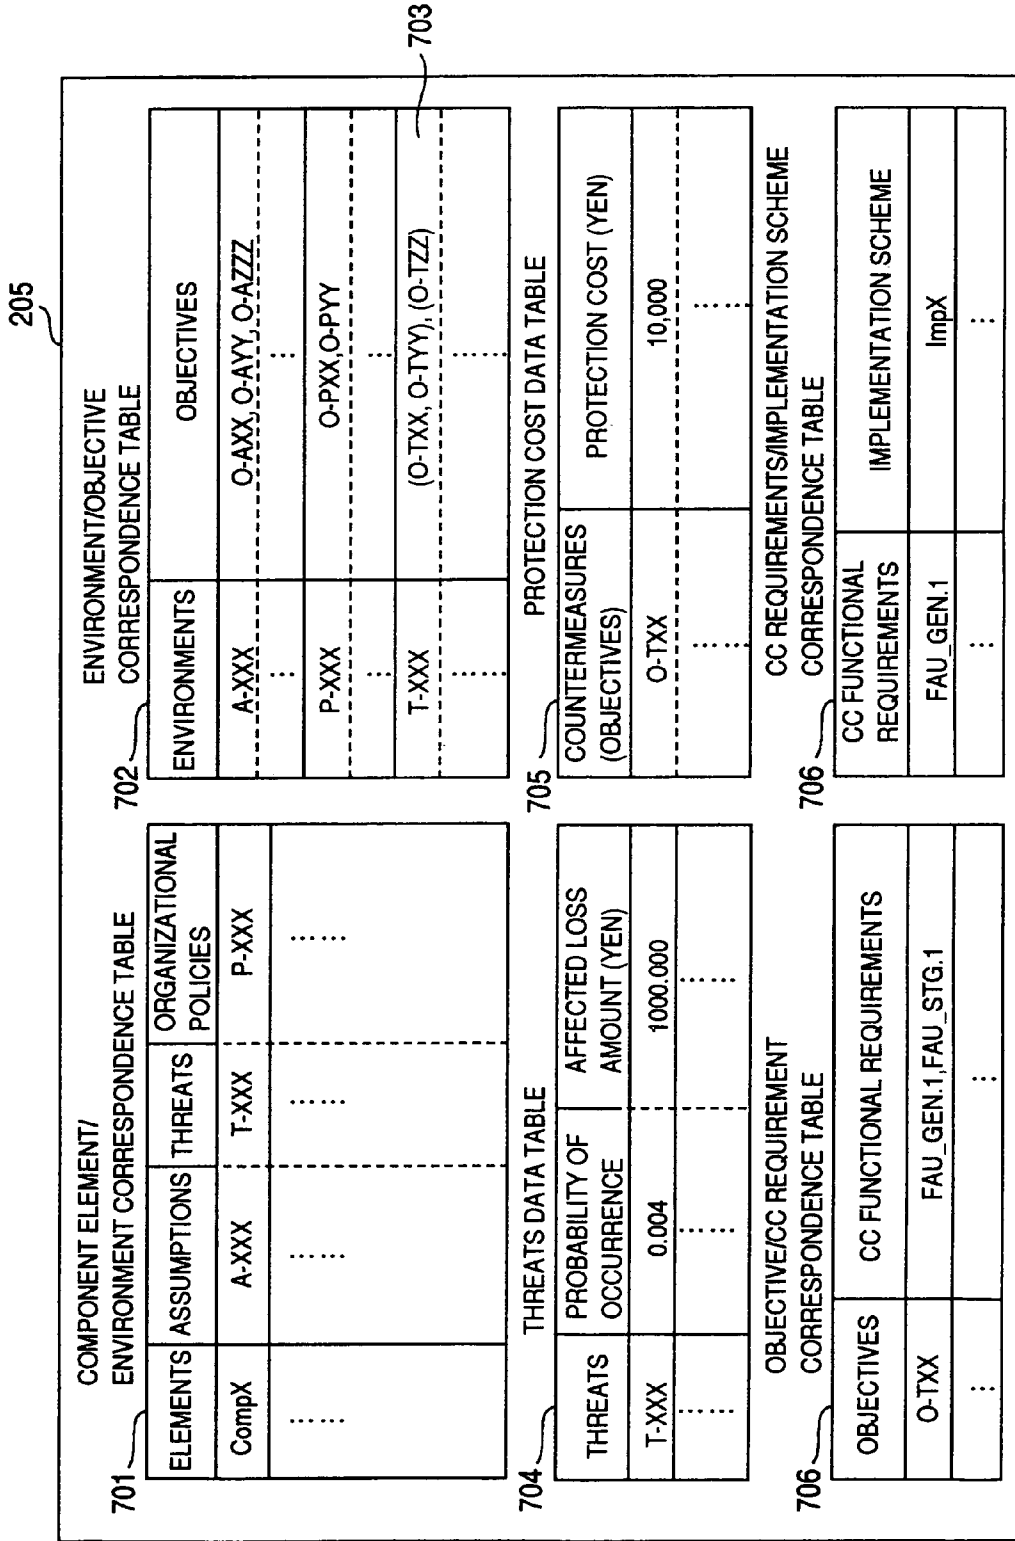 205
COMPONENT ELEMENT/
ENVIRONMENT CORRESPONDENCE TABLE
701
ELEMENTS ASSUMPTIONS THREATS ORGANIZATIONAL
POLICIES
CompX A-XXX T-XXX P-XXX
...... ...... ...... ......
ENVIRONMENT/OBJECTIVE
CORRESPONDENCE TABLE
702
ENVIRONMENTS OBJECTIVES
A-XXX O-AXX, O-AYY, O-AZZZ
... ...
P-XXX O-PXX,O-PYY
... ...
T-XXX (O-TXX, O-TYY), (O-TZZ)
...... ......
703
THREATS DATA TABLE
704
THREATS PROBABILITY OF
OCCURRENCE AFFECTED LOSS
AMOUNT (YEN)
T-XXX 0.004 1000.000
...... ...... ......
PROTECTION COST DATA TABLE
705
COUNTERMEASURES
(OBJECTIVES) PROTECTION COST (YEN)
O-TXX 10,000
...... ......
OBJECTIVE/CC REQUIREMENT
CORRESPONDENCE TABLE
706
OBJECTIVES CC FUNCTIONAL REQUIREMENTS
O-TXX FAU_GEN.1,FAU_STG.1
... ...
CC REQUIREMENTS/IMPLEMENTATION SCHEME
CORRESPONDENCE TABLE
706
CC FUNCTIONAL
REQUIREMENTS IMPLEMENTATION SCHEME
FAU_GEN.1 ImpX
... ...